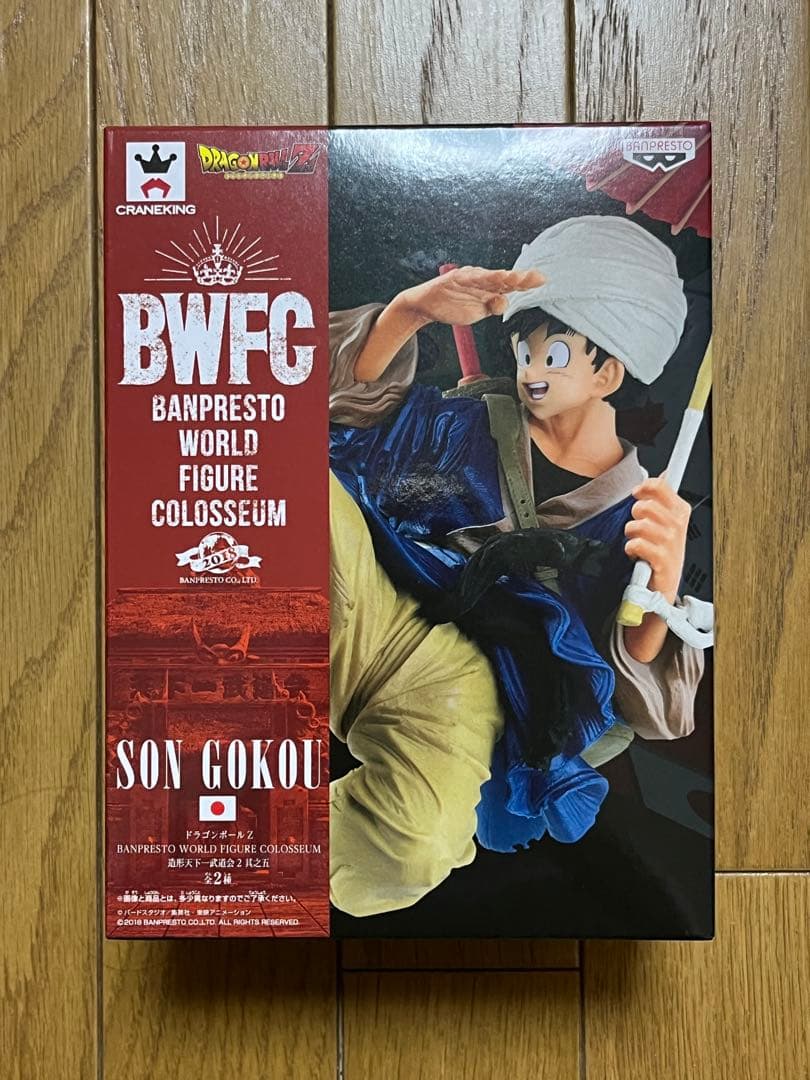 CRANEKING
DRAGONBALL Z
BANPRESTO
BWFC
BANPRESTO
WORLD
FIGURE
COLOSSEUM
2018
BANPRESTO CO., LTD.
SON GOKOU
ドラゴンボールZ
BANPRESTO WORLD FIGURE COLOSSEUM
造形天下一武道会2 其之五
全2種
※画像と商品とは、多少異なりますのでご了承ください。
©バードスタジオ/集英社・東映アニメーション
©2018 BANPRESTO CO.,LTD. ALL RIGHTS RESERVED.